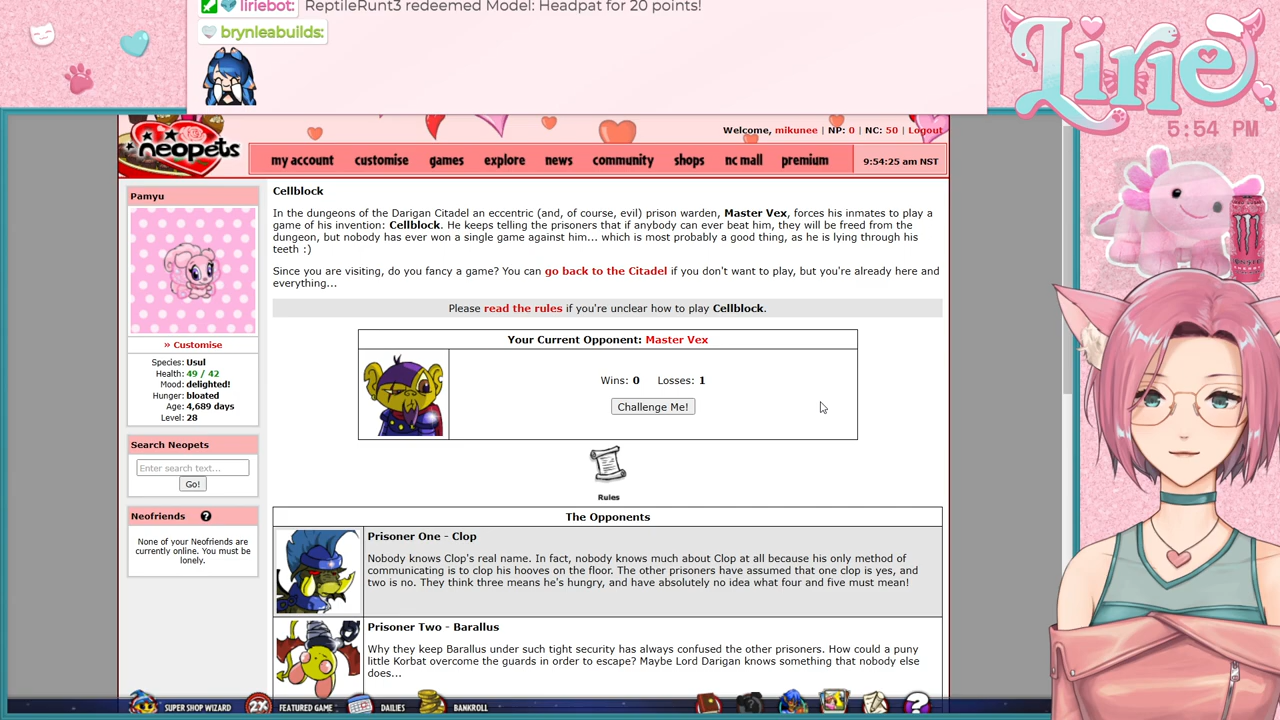 liriebot: ReptileRunt3 redeemed Model: Headpat for 20 points!
brynleabuilds:
Lirie
5:54 PM
neopets
Welcome, mikunee | NP: 0 | NC: 50 | Logout
my account customise games explore news community shops nc mall premium
9:54:25 am NST
Pamyu
» Customise
Species: Usul
Health: 49 / 42
Mood: delighted!
Hunger: bloated
Age: 4,689 days
Level: 28
Search Neopets
Enter search text...
Go!
Neofriends ?
None of your Neofriends are
currently online. You must be
lonely.
Cellblock
In the dungeons of the Darigan Citadel an eccentric (and, of course, evil) prison warden, Master Vex, forces his inmates to play a
game of his invention: Cellblock. He keeps telling the prisoners that if anybody can ever beat him, they will be freed from the
dungeon, but nobody has ever won a single game against him... which is most probably a good thing, as he is lying through his
teeth :)
Since you are visiting, do you fancy a game? You can go back to the Citadel if you don't want to play, but you're already here and
everything...
Please read the rules if you're unclear how to play Cellblock.
Your Current Opponent: Master Vex
Wins: 0 Losses: 1
Challenge Me!
Rules
The Opponents
Prisoner One - Clop
Nobody knows Clop's real name. In fact, nobody knows much about Clop at all because his only method of
communicating is to clop his hooves on the floor. The other prisoners have assumed that one clop is yes, and
two is no. They think three means he's hungry, and have absolutely no idea what four and five must mean!
Prisoner Two - Barallus
Why they keep Barallus under such tight security has always confused the other prisoners. How could a puny
little Korbat overcome the guards in order to escape? Maybe Lord Darigan knows something that nobody else
does...
SUPER SHOP WIZARD 2X FEATURED GAME DAILIES BANKROLL ?